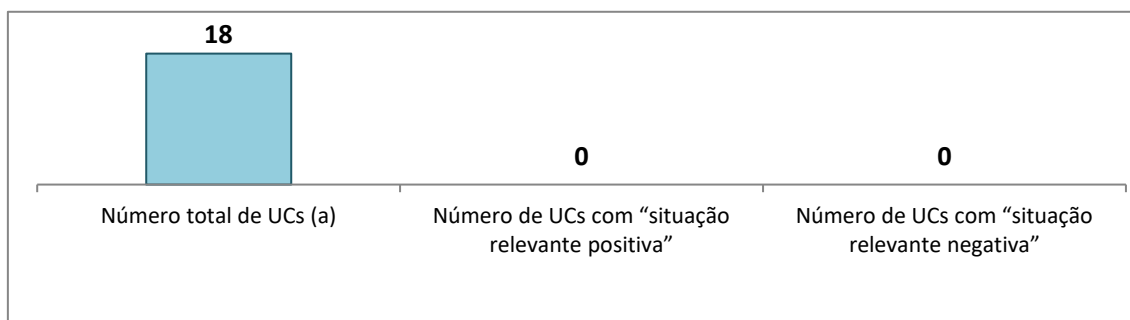 18
0
0
Número total de UCs (a)
Número de UCs com “situação
relevante positiva”
Número de UCs com “situação
relevante negativa”